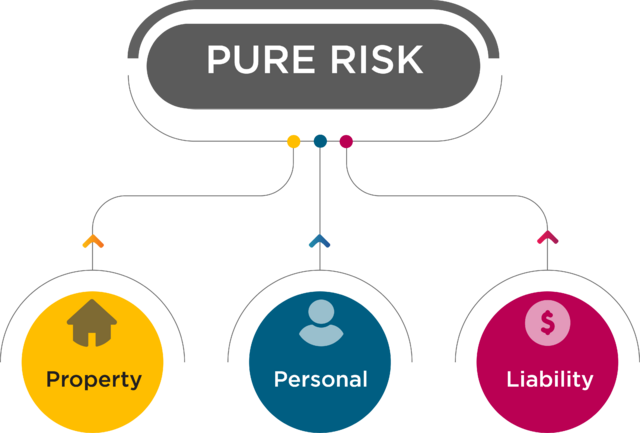 PURE RISK
$
Property
Personal
Liability